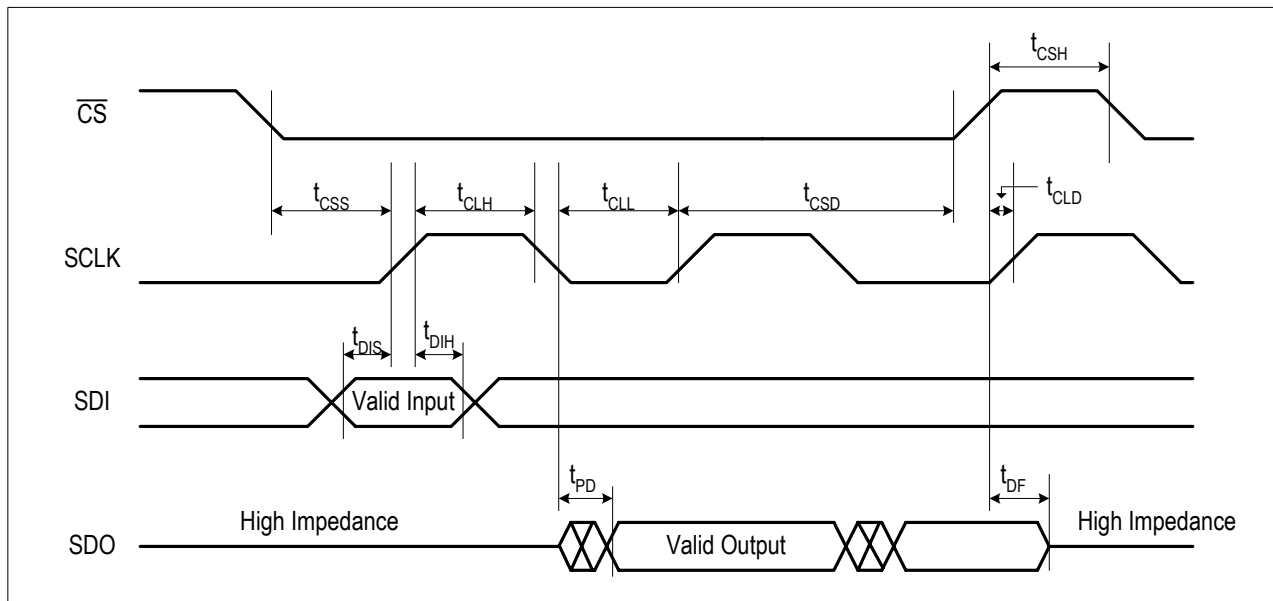 tCSH
CS
tCSS
tCLH
tCLL
tCSD
tCLD
SCLK
tDIS
tDIH
SDI
Valid Input
tPD
tDF
High Impedance
High Impedance
SDO
Valid Output